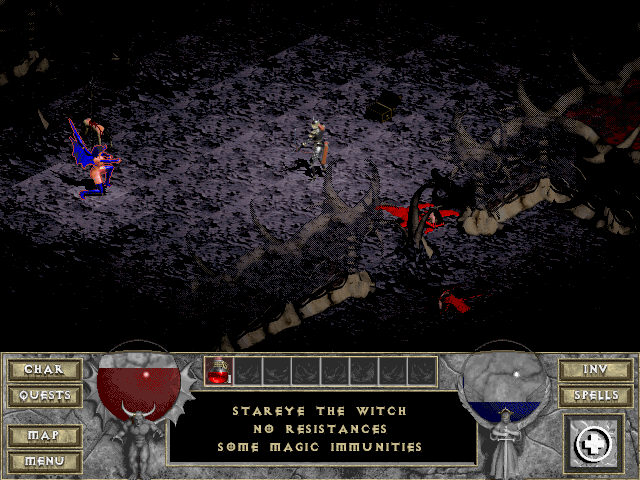 CHAR
QUESTS
MAP
MENU
STAREYE THE WITCH
NO RESISTANCES
SOME MAGIC IMMUNITIES
INV
SPELLS